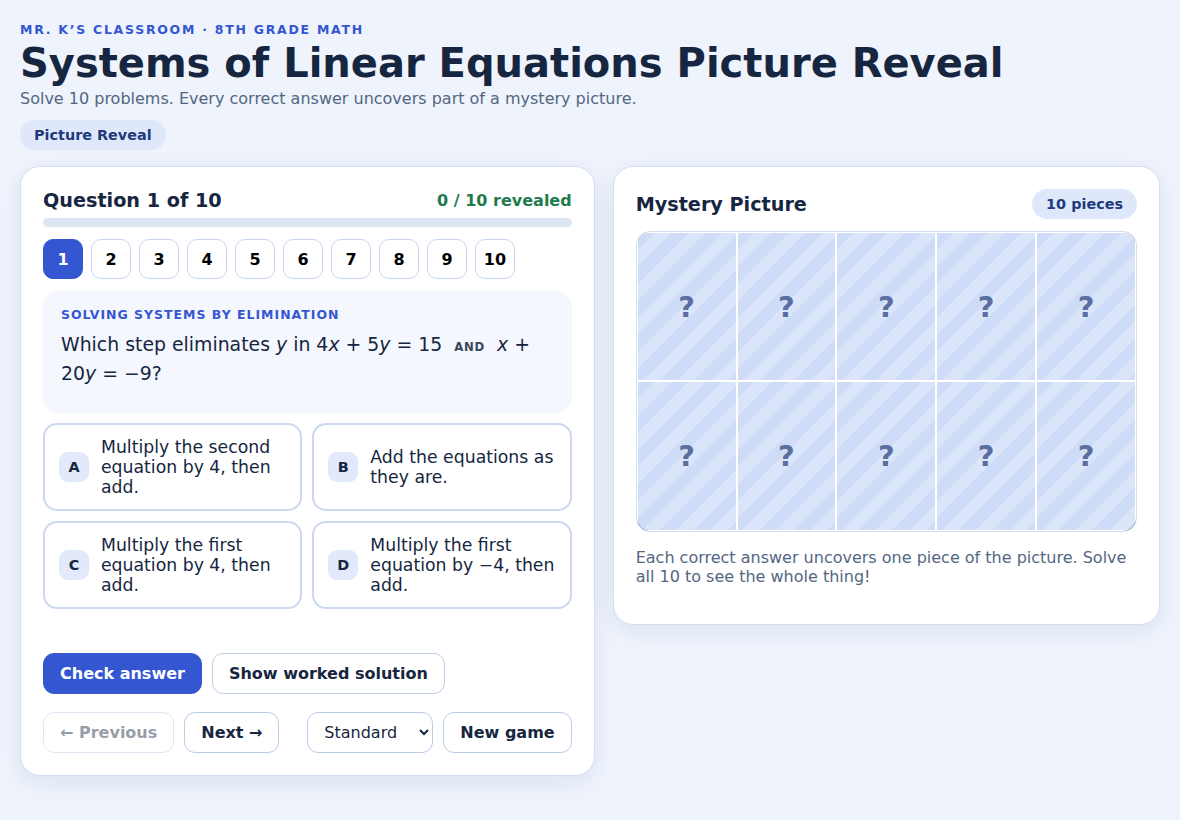 MR. K’S CLASSROOM · 8TH GRADE MATH
Systems of Linear Equations Picture Reveal
Solve 10 problems. Every correct answer uncovers part of a mystery picture.
Picture Reveal
Question 1 of 10
0 / 10 revealed
1 2 3 4 5 6 7 8 9 10
SOLVING SYSTEMS BY ELIMINATION
Which step eliminates y in 4x + 5y = 15 AND x +
20y = −9?
A
Multiply the second
equation by 4, then
add.
B
Add the equations as
they are.
C
Multiply the first
equation by 4, then
add.
D
Multiply the first
equation by −4, then
add.
Check answer
Show worked solution
← Previous
Next →
Standard
New game
Mystery Picture
10 pieces
? ? ? ? ?
? ? ? ? ?
Each correct answer uncovers one piece of the picture. Solve
all 10 to see the whole thing!